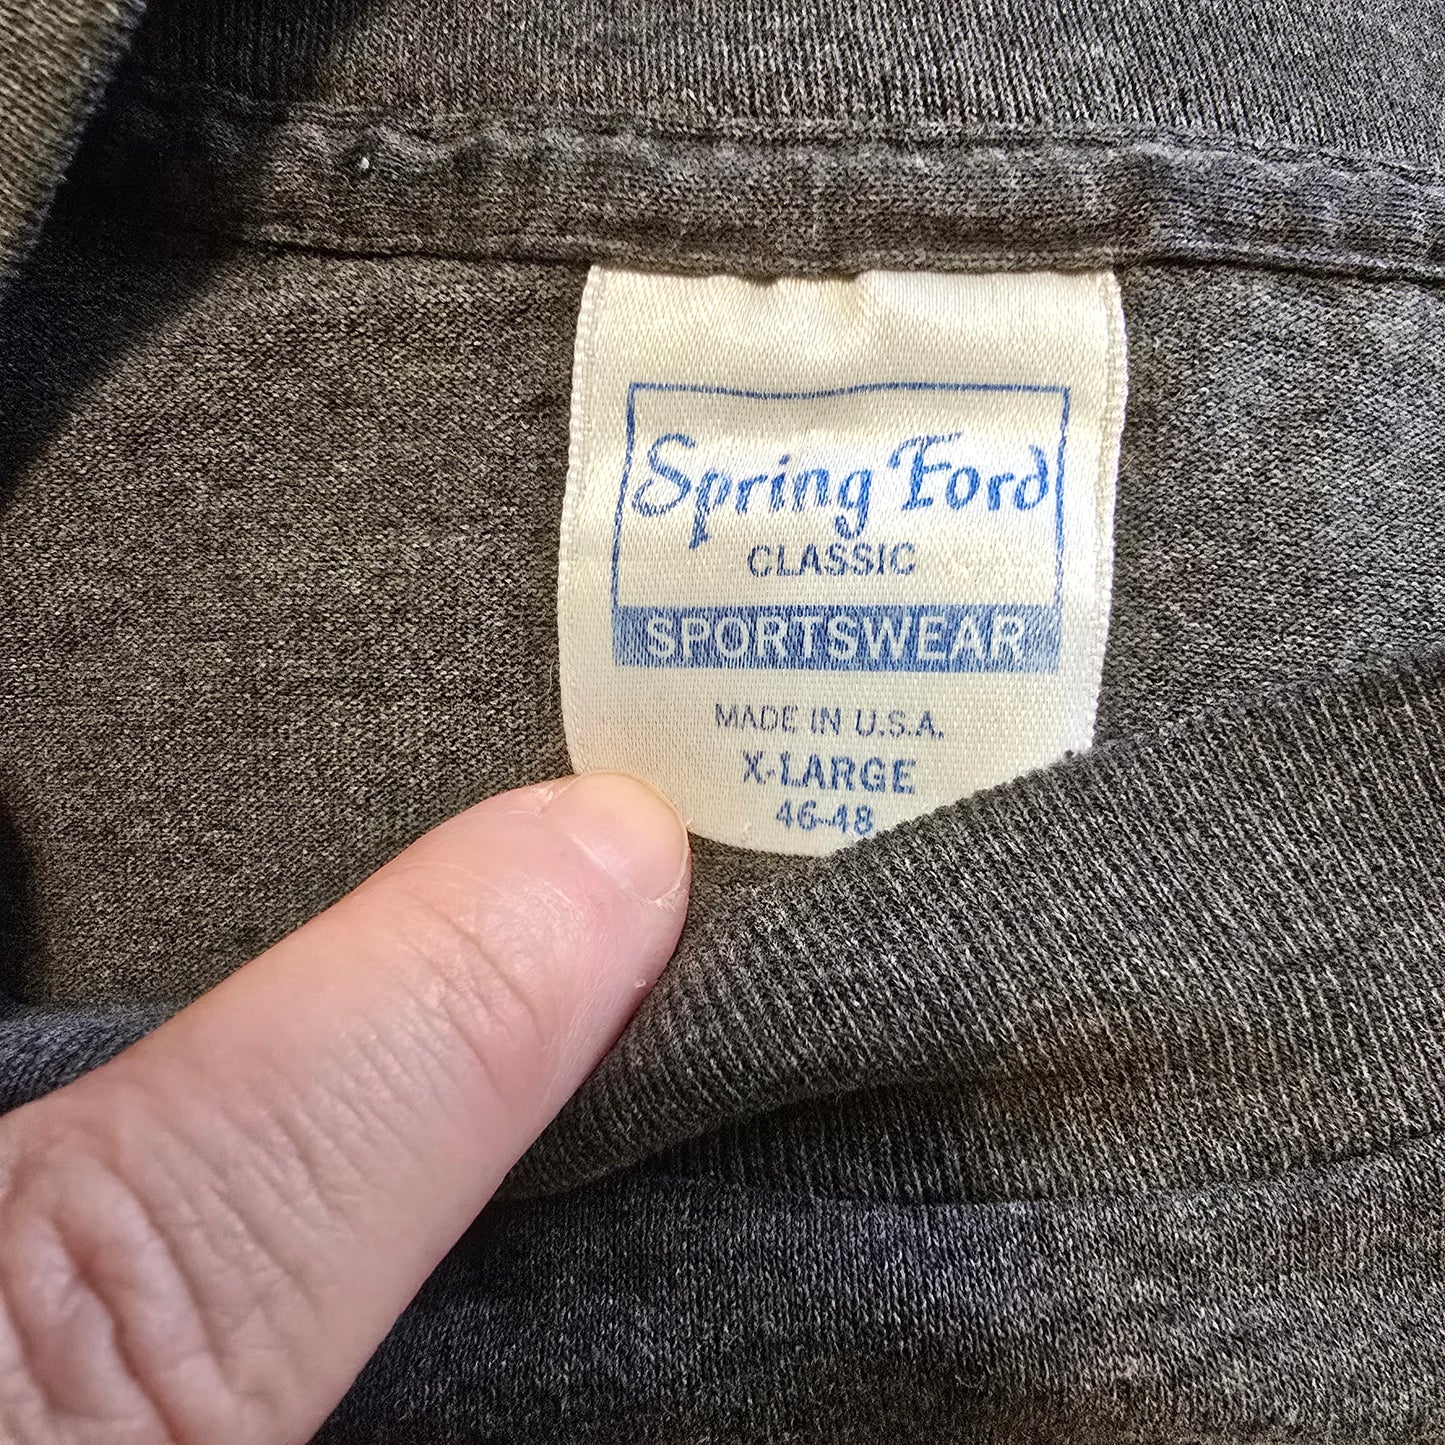 Spring Ford
CLASSIC
SPORTSWEAR
MADE IN U.S.A.
X-LARGE
46-48